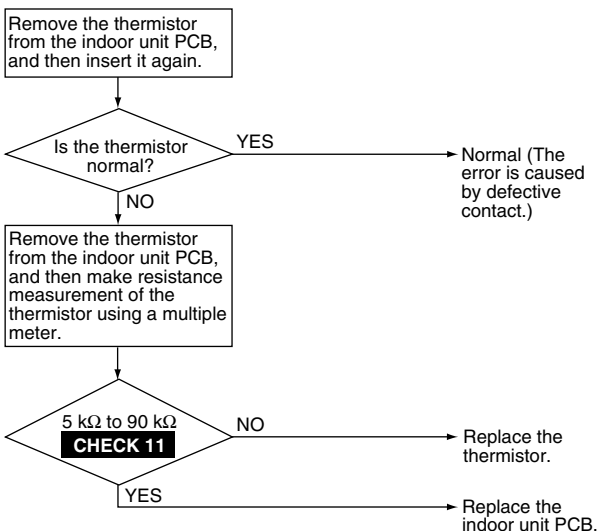 Remove the thermistor
from the indoor unit PCB,
and then insert it again.
Is the thermistor
normal?
YES
Normal (The
error is caused
by defective
contact.)
NO
Remove the thermistor
from the indoor unit PCB,
and then make resistance
measurement of the
thermistor using a multiple
meter.
5 kΩ to 90 kΩ
CHECK 11
NO
Replace the
thermistor.
YES
Replace the
indoor unit PCB.